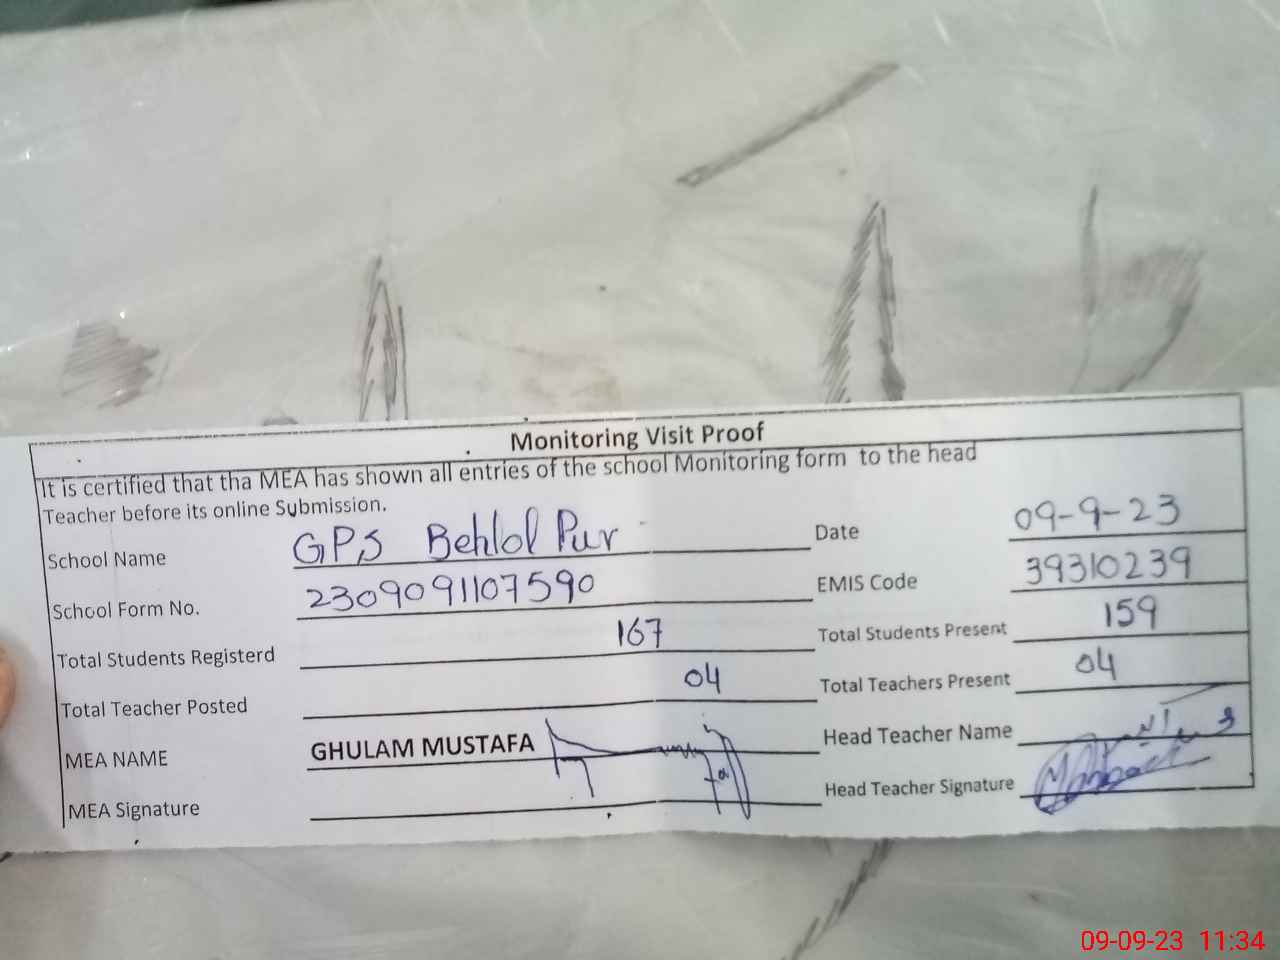 Monitoring Visit Proof
It is certified that tha MEA has shown all entries of the school Monitoring form to the head
Teacher before its online Submission.
School Name GPS Behlol Pur Date 09-9-23
School Form No. 2309091107590 EMIS Code 39310239
Total Students Registerd 167 Total Students Present 159
Total Teacher Posted 04 Total Teachers Present 04
MEA NAME GHULAM MUSTAFA Head Teacher Name
MEA Signature Head Teacher Signature
09-09-23 11:34